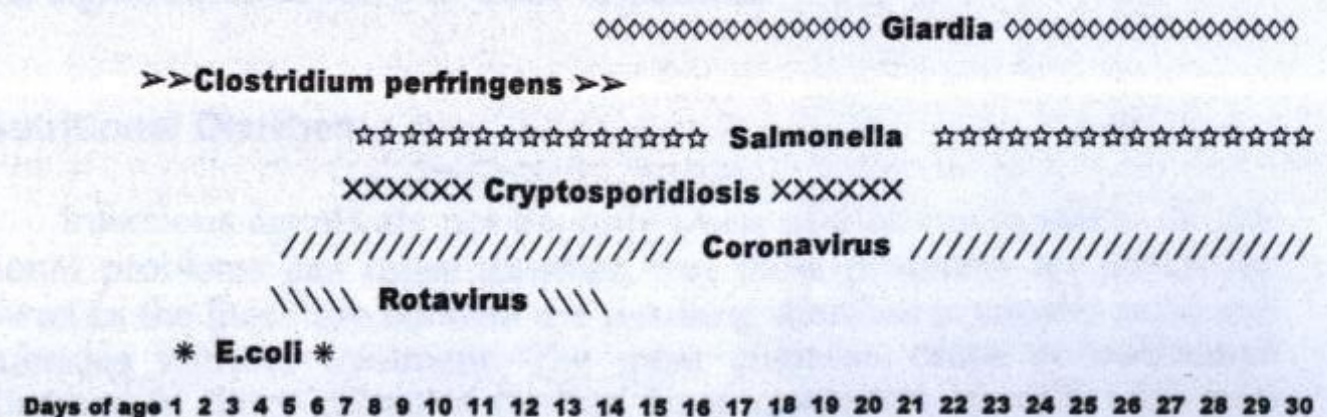 Giardia
Clostridium perfringens
Salmonella
Cryptosporidiosis
Coronavirus
Rotavirus
E.coli
Days of age 1 2 3 4 5 6 7 8 9 10 11 12 13 14 15 16 17 18 19 20 21 22 23 24 25 26 27 28 29 30